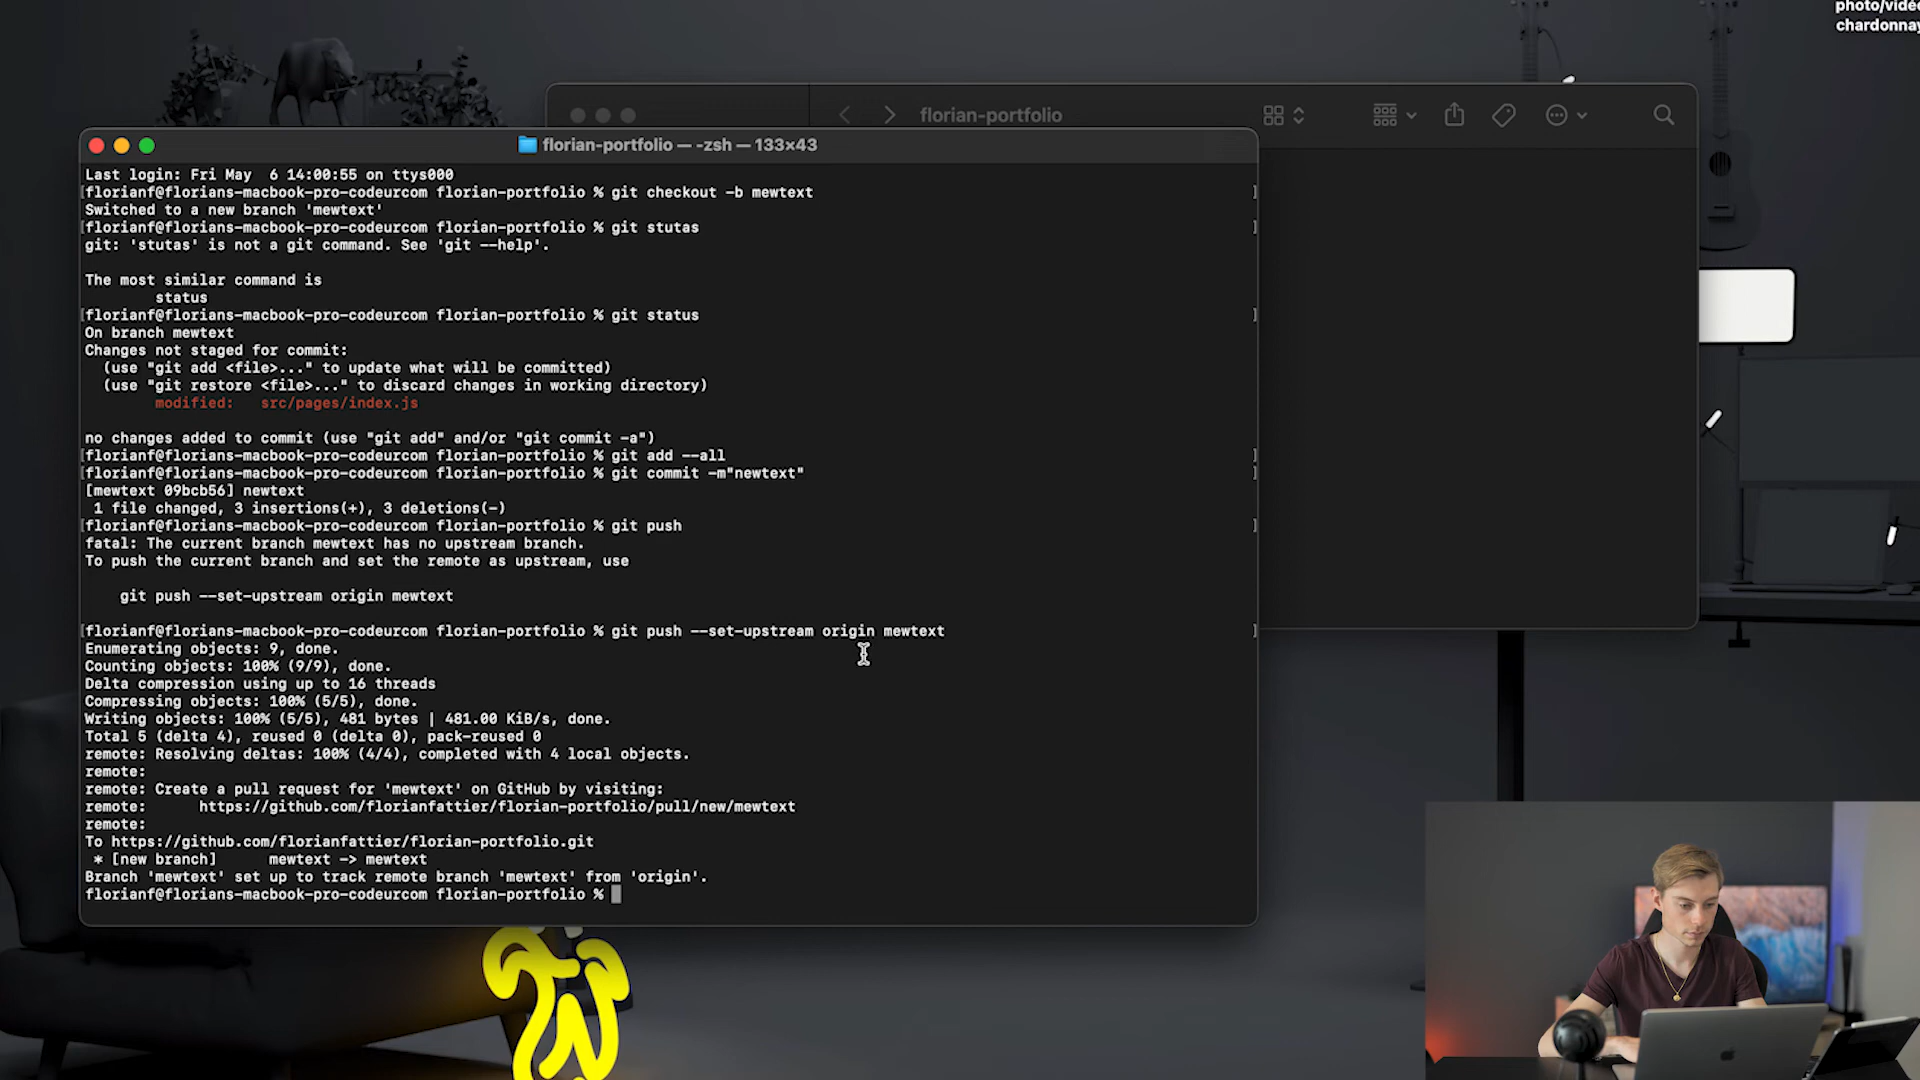 photo/vidé
chardonnay
florian-portfolio
florian-portfolio — -zsh — 133×43
Last login: Fri May  6 14:00:55 on ttys000
[florianf@florians-macbook-pro-codeurcom florian-portfolio % git checkout -b mewtext ]
Switched to a new branch 'mewtext'
[florianf@florians-macbook-pro-codeurcom florian-portfolio % git stutas ]
git: 'stutas' is not a git command. See 'git --help'.
The most similar command is
status
[florianf@florians-macbook-pro-codeurcom florian-portfolio % git status ]
On branch mewtext
Changes not staged for commit:
(use "git add <file>..." to update what will be committed)
(use "git restore <file>..." to discard changes in working directory)
modified:   src/pages/index.js
no changes added to commit (use "git add" and/or "git commit -a")
[florianf@florians-macbook-pro-codeurcom florian-portfolio % git add --all ]
[florianf@florians-macbook-pro-codeurcom florian-portfolio % git commit -m"newtext" ]
[mewtext 09bcb56] newtext
1 file changed, 3 insertions(+), 3 deletions(-)
[florianf@florians-macbook-pro-codeurcom florian-portfolio % git push ]
fatal: The current branch mewtext has no upstream branch.
To push the current branch and set the remote as upstream, use
git push --set-upstream origin mewtext
[florianf@florians-macbook-pro-codeurcom florian-portfolio % git push --set-upstream origin mewtext ]
Enumerating objects: 9, done.
Counting objects: 100% (9/9), done.
Delta compression using up to 16 threads
Compressing objects: 100% (5/5), done.
Writing objects: 100% (5/5), 481 bytes | 481.00 KiB/s, done.
Total 5 (delta 4), reused 0 (delta 0), pack-reused 0
remote: Resolving deltas: 100% (4/4), completed with 4 local objects.
remote:
remote: Create a pull request for 'mewtext' on GitHub by visiting:
remote:      https://github.com/florianfattier/florian-portfolio/pull/new/mewtext
remote:
To https://github.com/florianfattier/florian-portfolio.git
* [new branch]      mewtext -> mewtext
Branch 'mewtext' set up to track remote branch 'mewtext' from 'origin'.
florianf@florians-macbook-pro-codeurcom florian-portfolio %